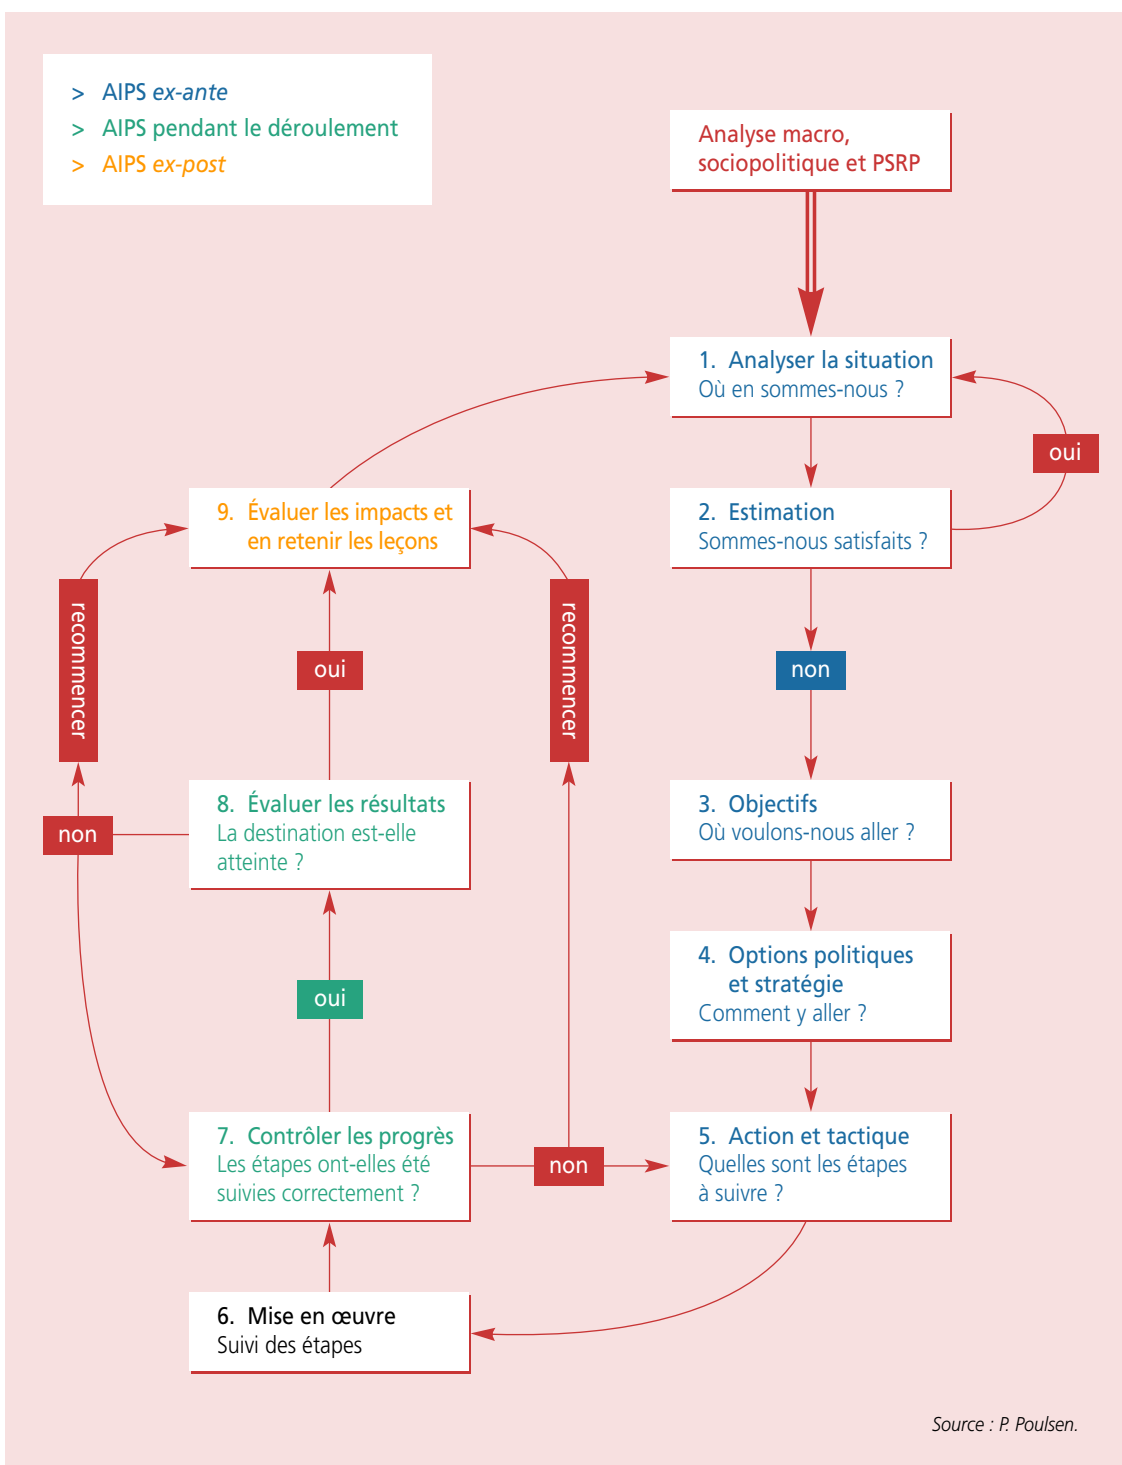 > AIPS ex-ante
> AIPS pendant le déroulement
> AIPS ex-post
Analyse macro,
sociopolitique et PSRP
1. Analyser la situation
Où en sommes-nous ?
oui
2. Estimation
Sommes-nous satisfaits ?
non
3. Objectifs
Où voulons-nous aller ?
4. Options politiques
et stratégie
Comment y aller ?
5. Action et tactique
Quelles sont les étapes
à suivre ?
6. Mise en œuvre
Suivi des étapes
7. Contrôler les progrès
Les étapes ont-elles été
suivies correctement ?
non
recommencer
oui
8. Évaluer les résultats
La destination est-elle
atteinte ?
non
recommencer
oui
9. Évaluer les impacts et
en retenir les leçons
Source : P. Poulsen.